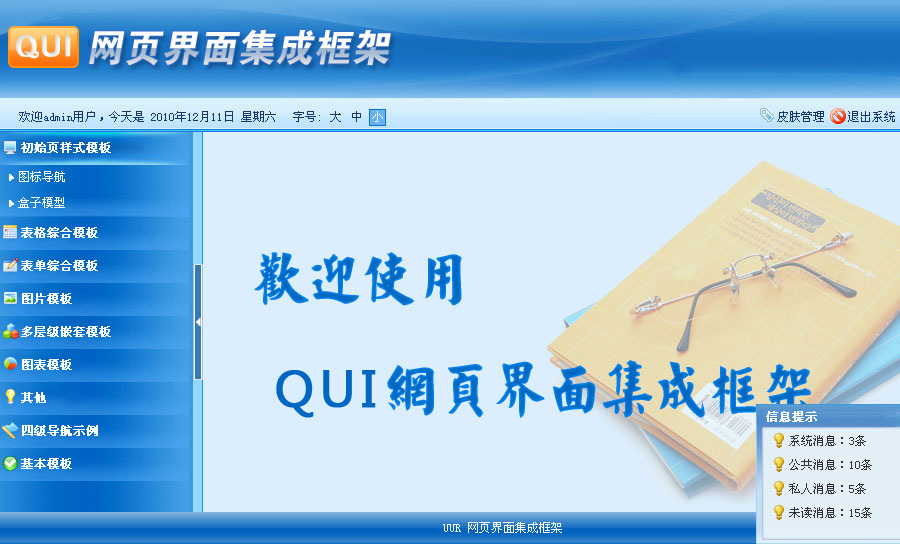 QUI 网页界面集成框架
欢迎admin用户，今天是 2010年12月11日 星期六 字号: 大 中 小
皮肤管理 退出系统
初始页样式模板
图标导航
盒子模型
表格综合模板
表单综合模板
图片模板
多层级嵌套模板
图表模板
其他
四级导航示例
基本模板
歡迎使用
QUI網頁界面集成框架
信息提示
系统消息：3条
公共消息：10条
私人消息：5条
未读消息：15条
UUR 网页界面集成框架